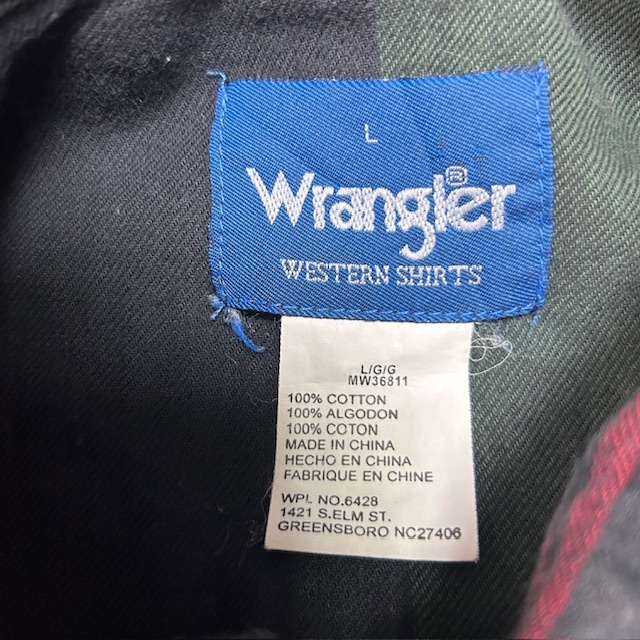 L
Wrangler®
WESTERN SHIRTS
L/G/G
MW36811
100% COTTON
100% ALGODON
100% COTON
MADE IN CHINA
HECHO EN CHINA
FABRIQUE EN CHINE
WPL NO.6428
1421 S.ELM ST.
GREENSBORO NC27406